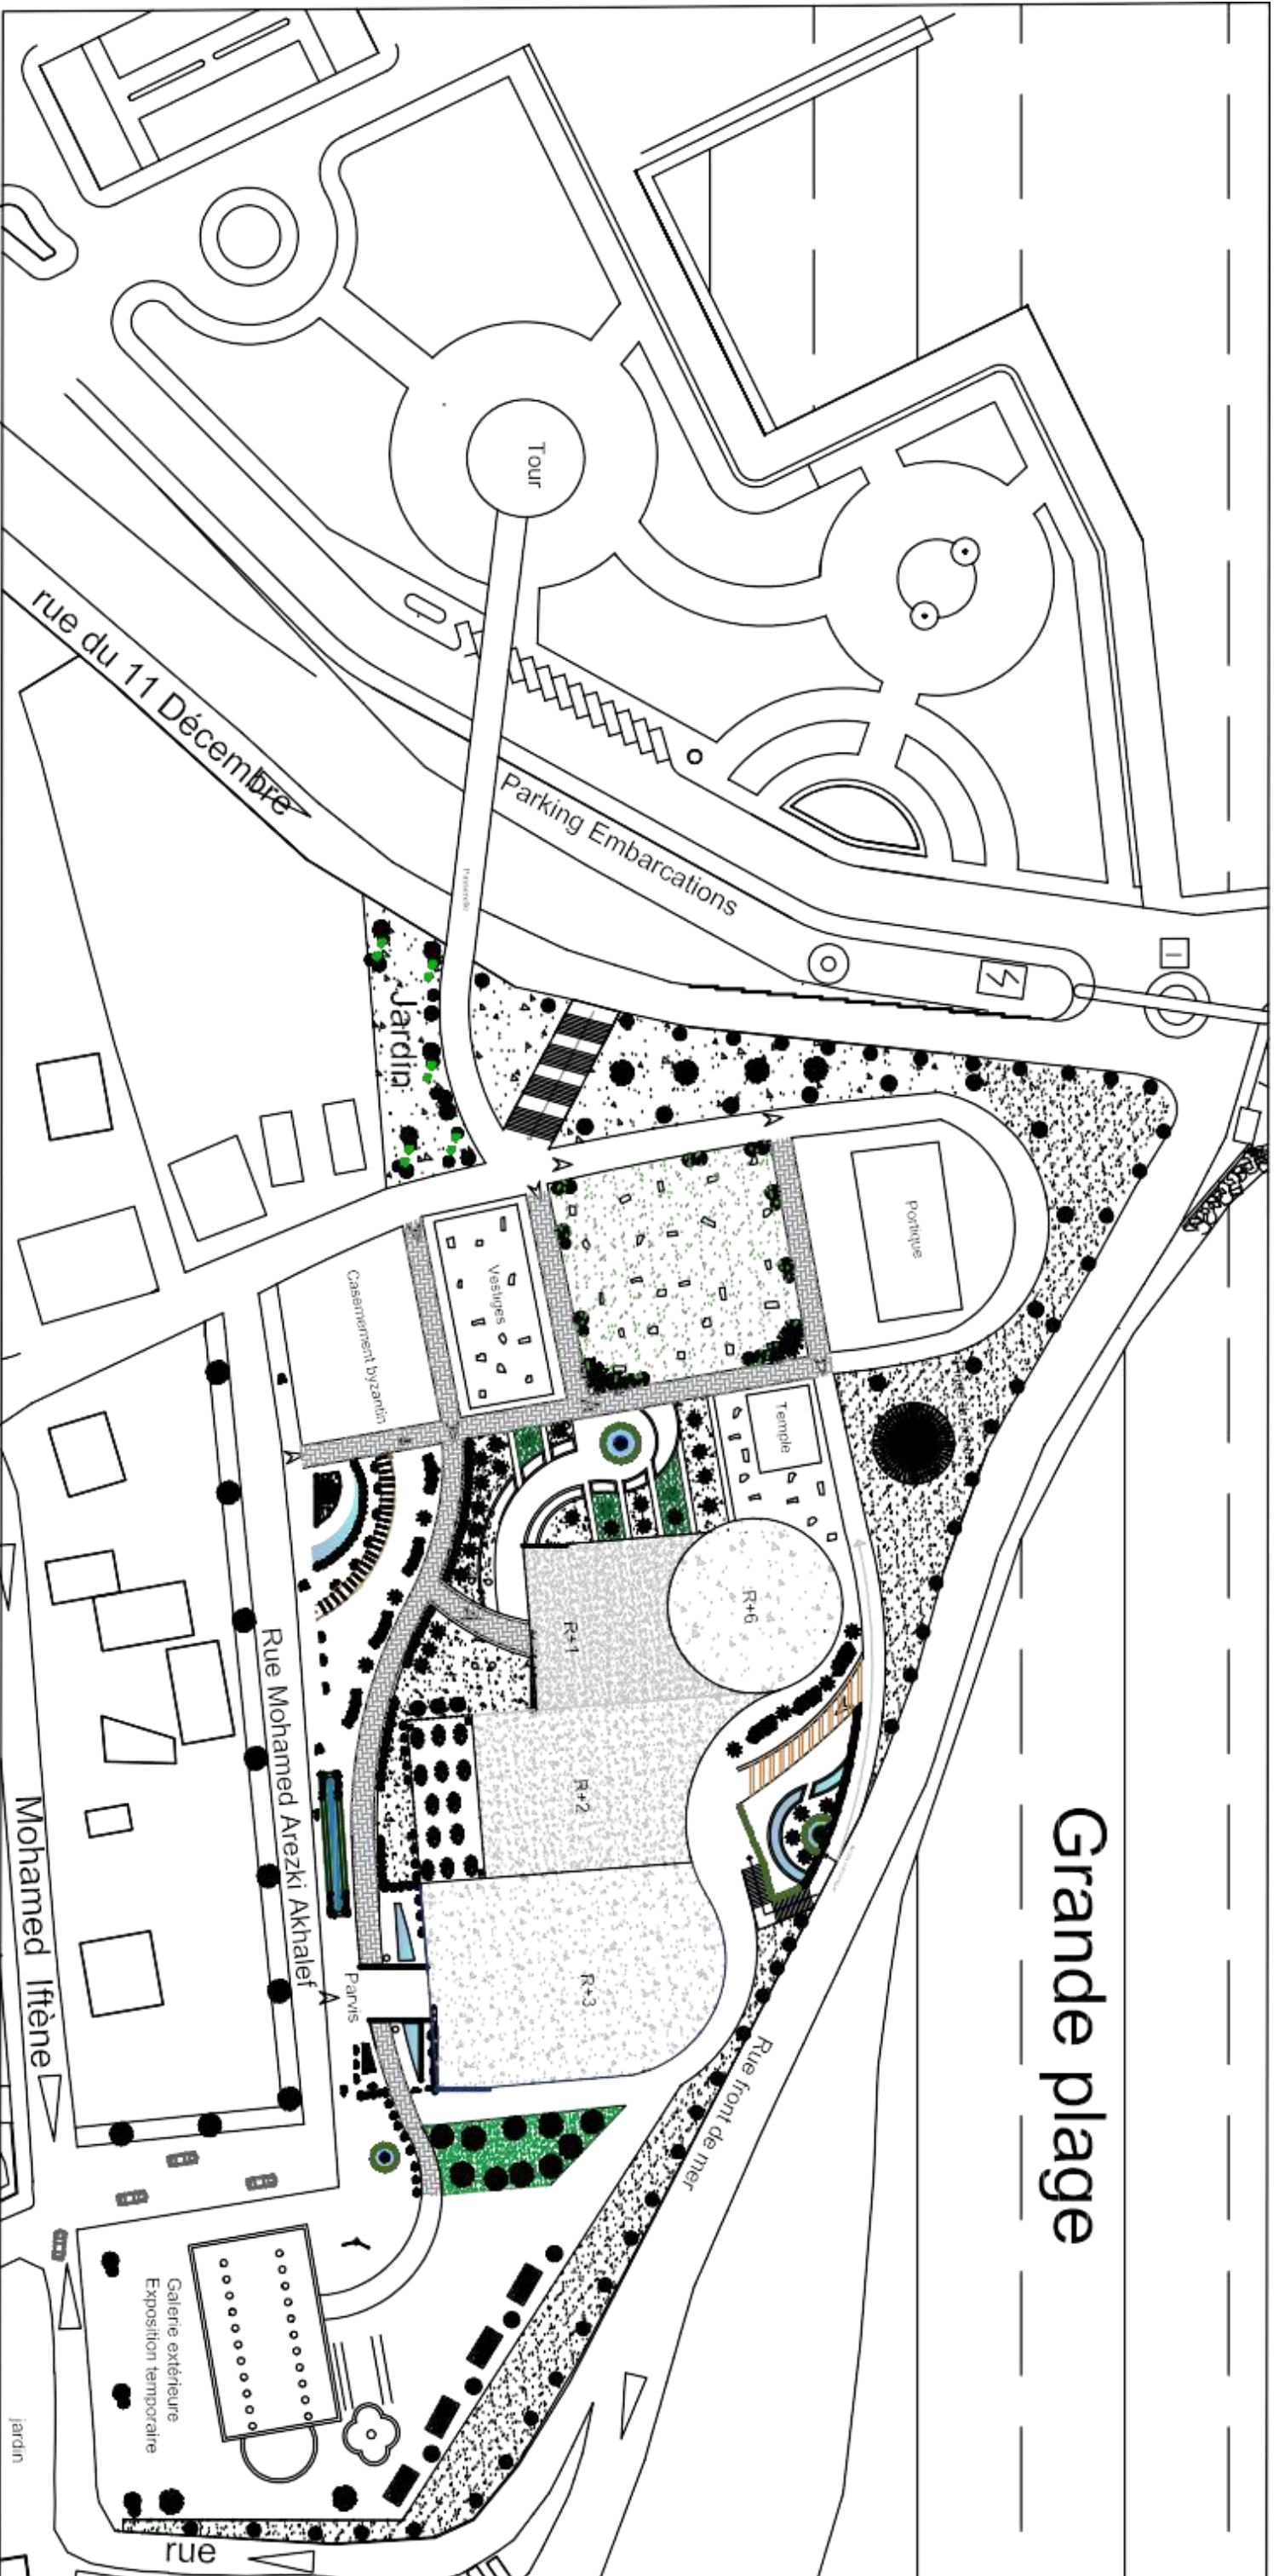 Tour
rue du 11 Décembre
Parking Embarcations
Passerelle
Jardin
Portique
Vestiges
Casernement byzantin
Temple
R+6
R+1
R+2
R+3
Rue Mohamed Arezki Akhalef
Mohamed Iftène
Parvis
Grande plage
Rue front de mer
Galerie extérieure
Exposition temporaire
jardin
rue